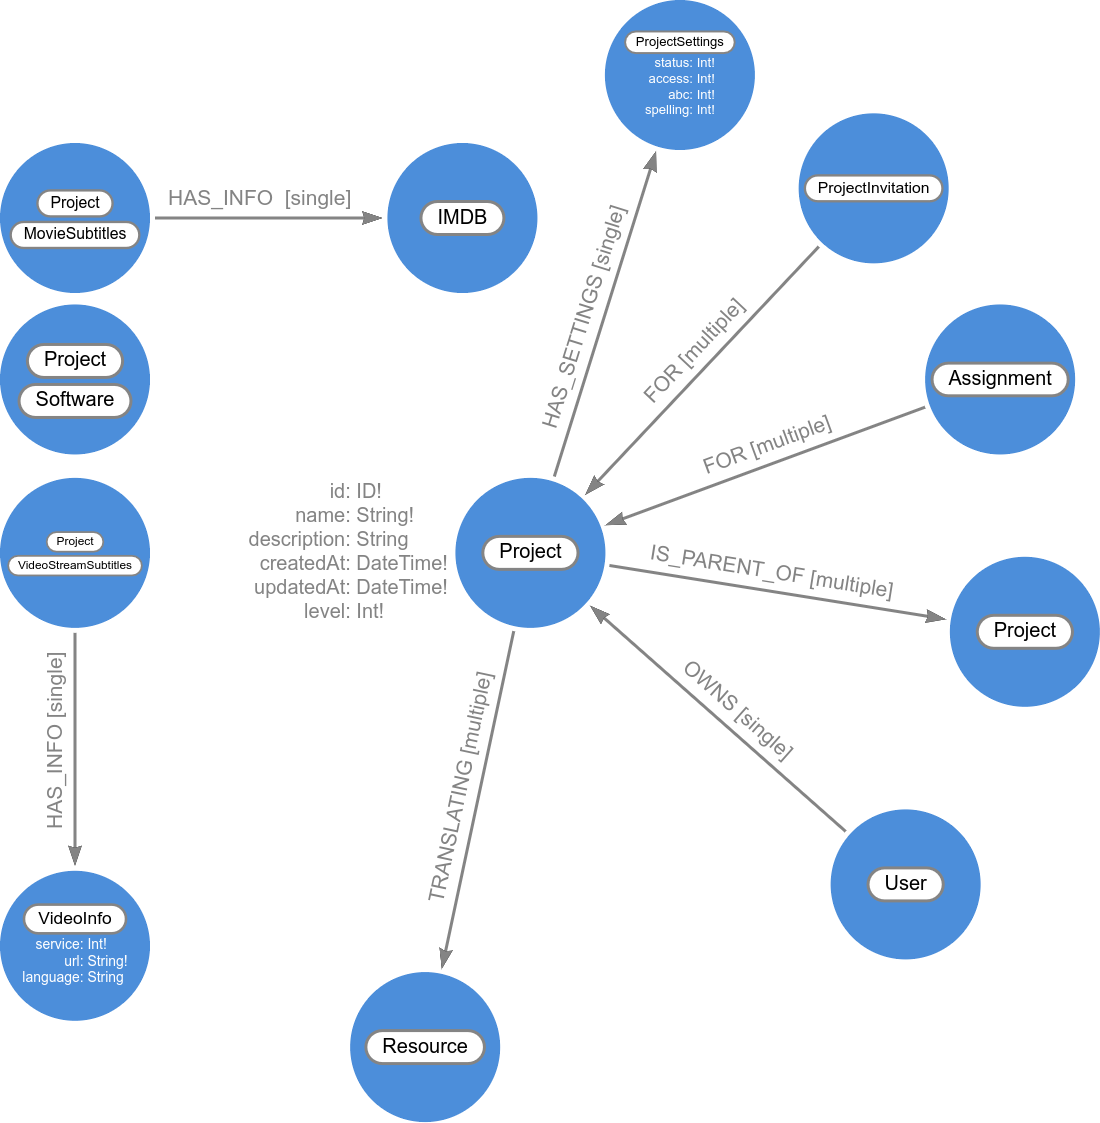 ProjectSettings
status: Int!
access: Int!
abc: Int!
spelling: Int!
ProjectInvitation
Project
MovieSubtitles
HAS_INFO  [single]
IMDB
HAS_SETTINGS [single]
FOR [multiple]
Project
Software
Assignment
FOR [multiple]
id: ID!
name: String!
description: String
createdAt: DateTime!
updatedAt: DateTime!
level: Int!
Project
Project
VideoStreamSubtitles
IS_PARENT_OF [multiple]
Project
HAS_INFO [single]
TRANSLATING [multiple]
OWNS [single]
User
VideoInfo
service: Int!
url: String!
language: String
Resource